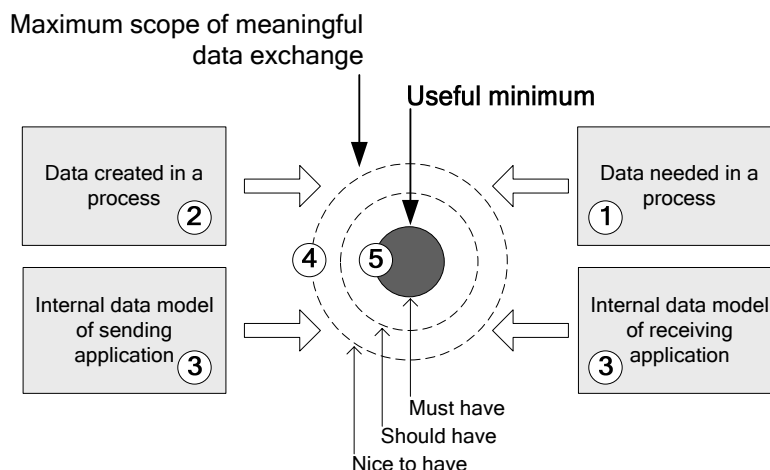 Maximum scope of meaningful
data exchange
Useful minimum
Data created in a
process
2
Data needed in a
process
1
4
5
Internal data model
of sending
application
3
Internal data model
of receiving
application
3
Must have
Should have
Nice to have